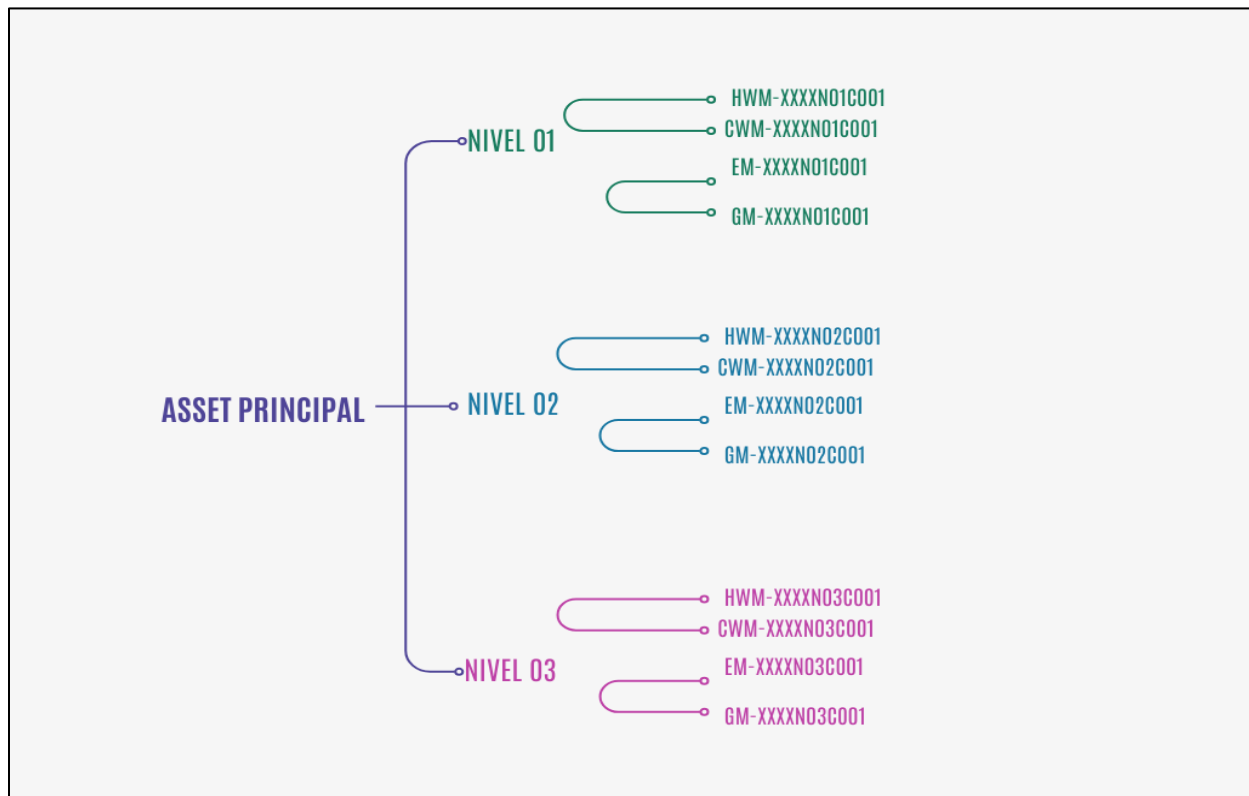 ASSET PRINCIPAL
NIVEL 01
HWM-XXXXN01C001
CWM-XXXXN01C001
EM-XXXXN01C001
GM-XXXXN01C001
NIVEL 02
HWM-XXXXN02C001
CWM-XXXXN02C001
EM-XXXXN02C001
GM-XXXXN02C001
NIVEL 03
HWM-XXXXN03C001
CWM-XXXXN03C001
EM-XXXXN03C001
GM-XXXXN03C001